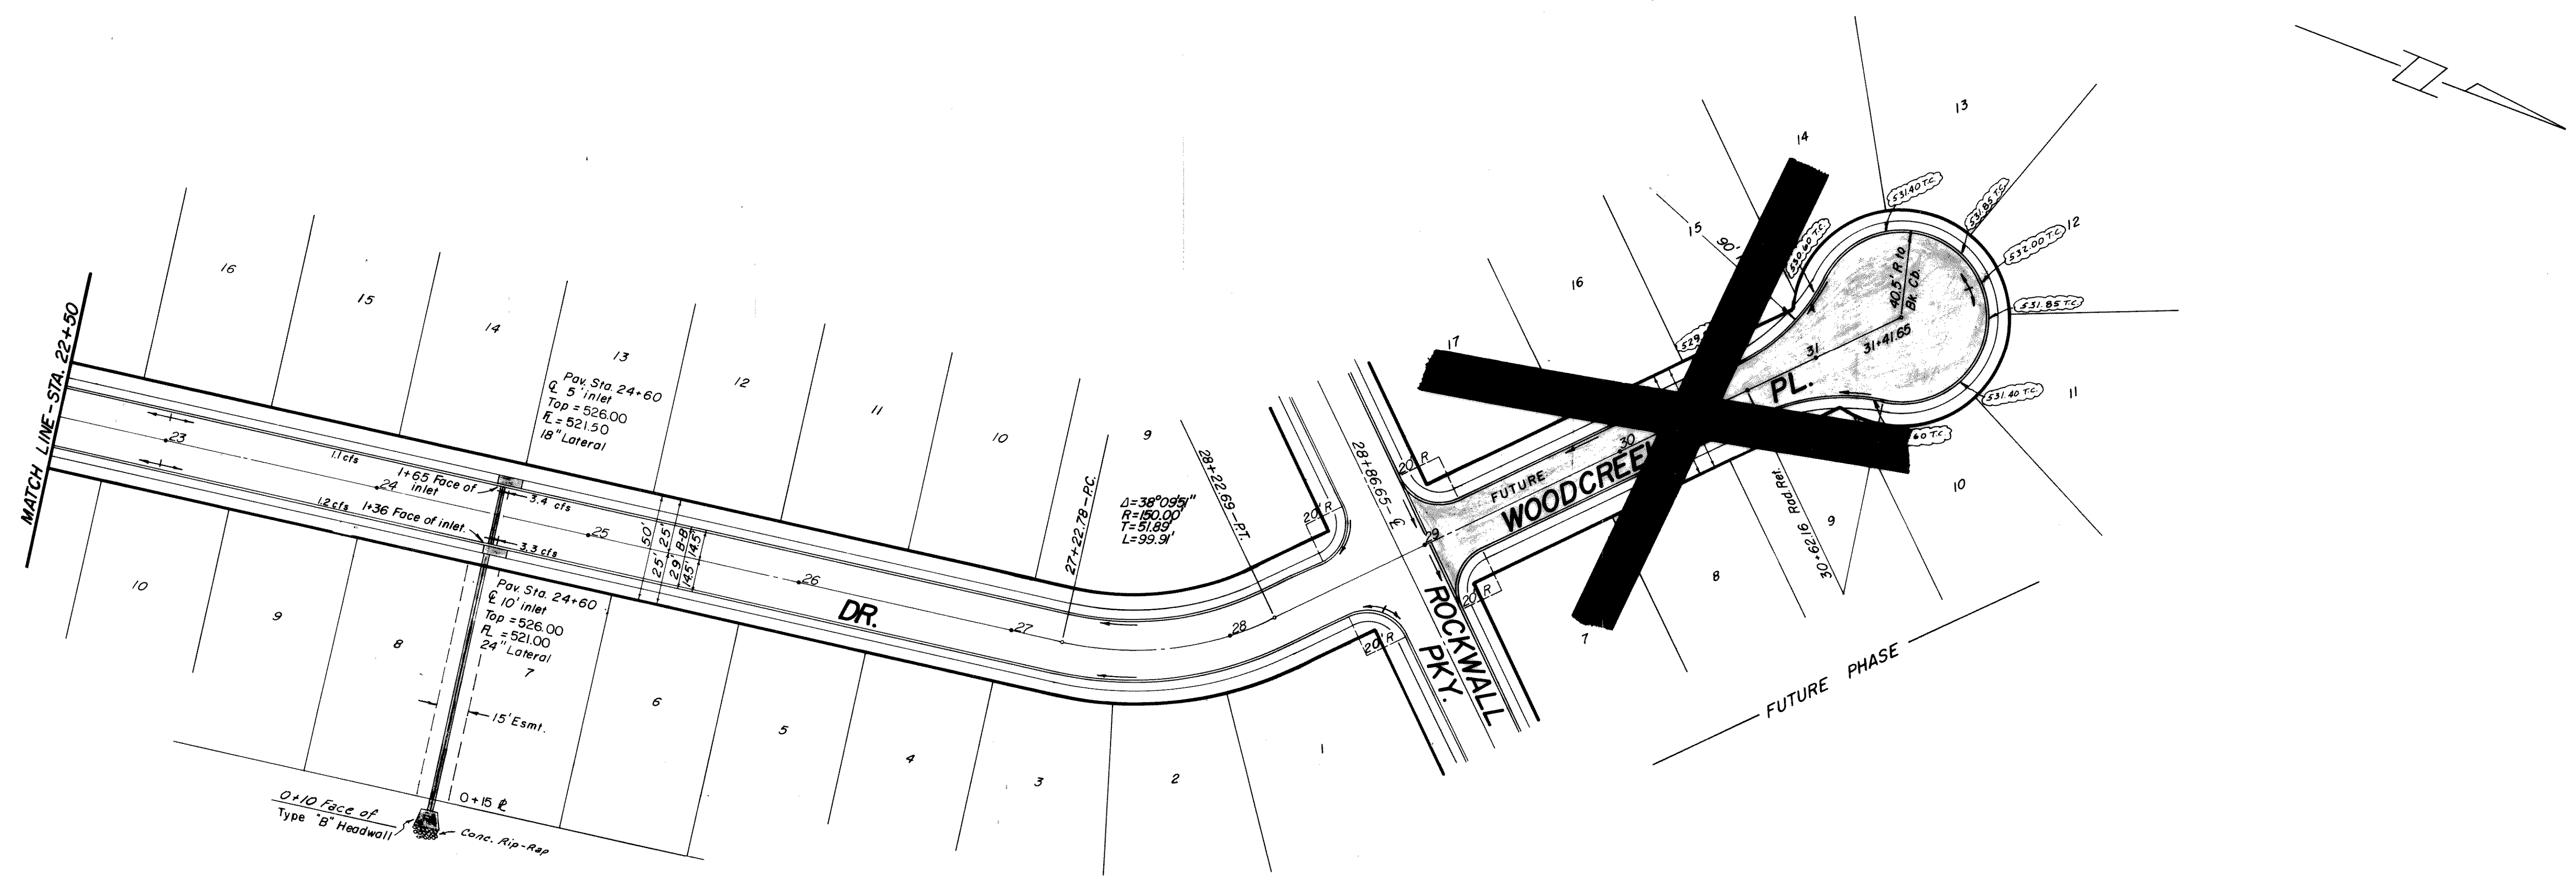 MATCH LINE-STA. 22+50
16
15
14
13
12
11
10
9
Pav. Sta. 24+60
℄ 5' inlet
Top = 526.00
FL = 521.50
18" Lateral
23
24
25
26
27
28
29
30
31
1.1 cfs
1.2 cfs
1+65 Face of
inlet
3.4 cfs
1+36 Face of inlet.
3.3 cfs
50'
25'
25'
29' B-B
14.5'
14.5'
DR.
27+22.78-P.C.
Δ=38°09'51"
R=150.00'
T=51.89'
L=99.91'
28+22.69-P.T.
28+86.65-℄
20' R
20' R
20' R
20' R
10
9
8
Pav. Sta. 24+60
℄ 10' inlet
Top = 526.00
FL = 521.00
24" Lateral
7
6
5
4
3
2
1
15' Esmt.
0+15 ℄
0+10 Face of
Type "B" Headwall
Conc. Rip-Rap
ROCKWALL
PKY.
FUTURE
WOODCREEK
PL.
17
16
15
14
13
12
11
10
9
8
7
90'
530.60 T.C.
531.40 T.C.
531.85 T.C.
532.00 T.C.
531.85 T.C.
531.40 T.C.
60 T.C.
529.
40.5' R to
Bk. Cb.
31+41.65
30+62.16 Rad. Ret.
FUTURE PHASE